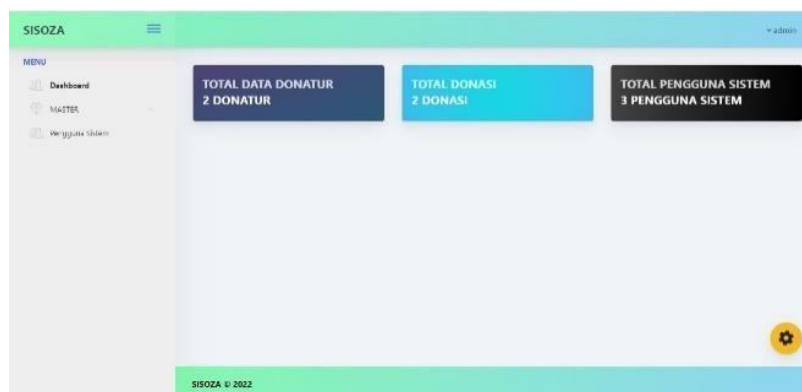 SISOZA
admin
MENU
Dashboard
MASTER
Pengguna Sistem
TOTAL DATA DONATUR
2 DONATUR
TOTAL DONASI
2 DONASI
TOTAL PENGGUNA SISTEM
3 PENGGUNA SISTEM
SISOZA © 2022